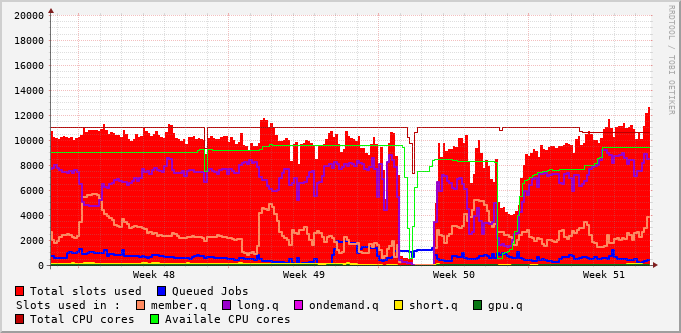 20000
18000
16000
14000
12000
10000
8000
6000
4000
2000
0
Week 48 Week 49 Week 50 Week 51
RRDTOOL / TOBI OETIKER
Total slots used Queued Jobs
Slots used in : member.q long.q ondemand.q short.q gpu.q
Total CPU cores Availale CPU cores